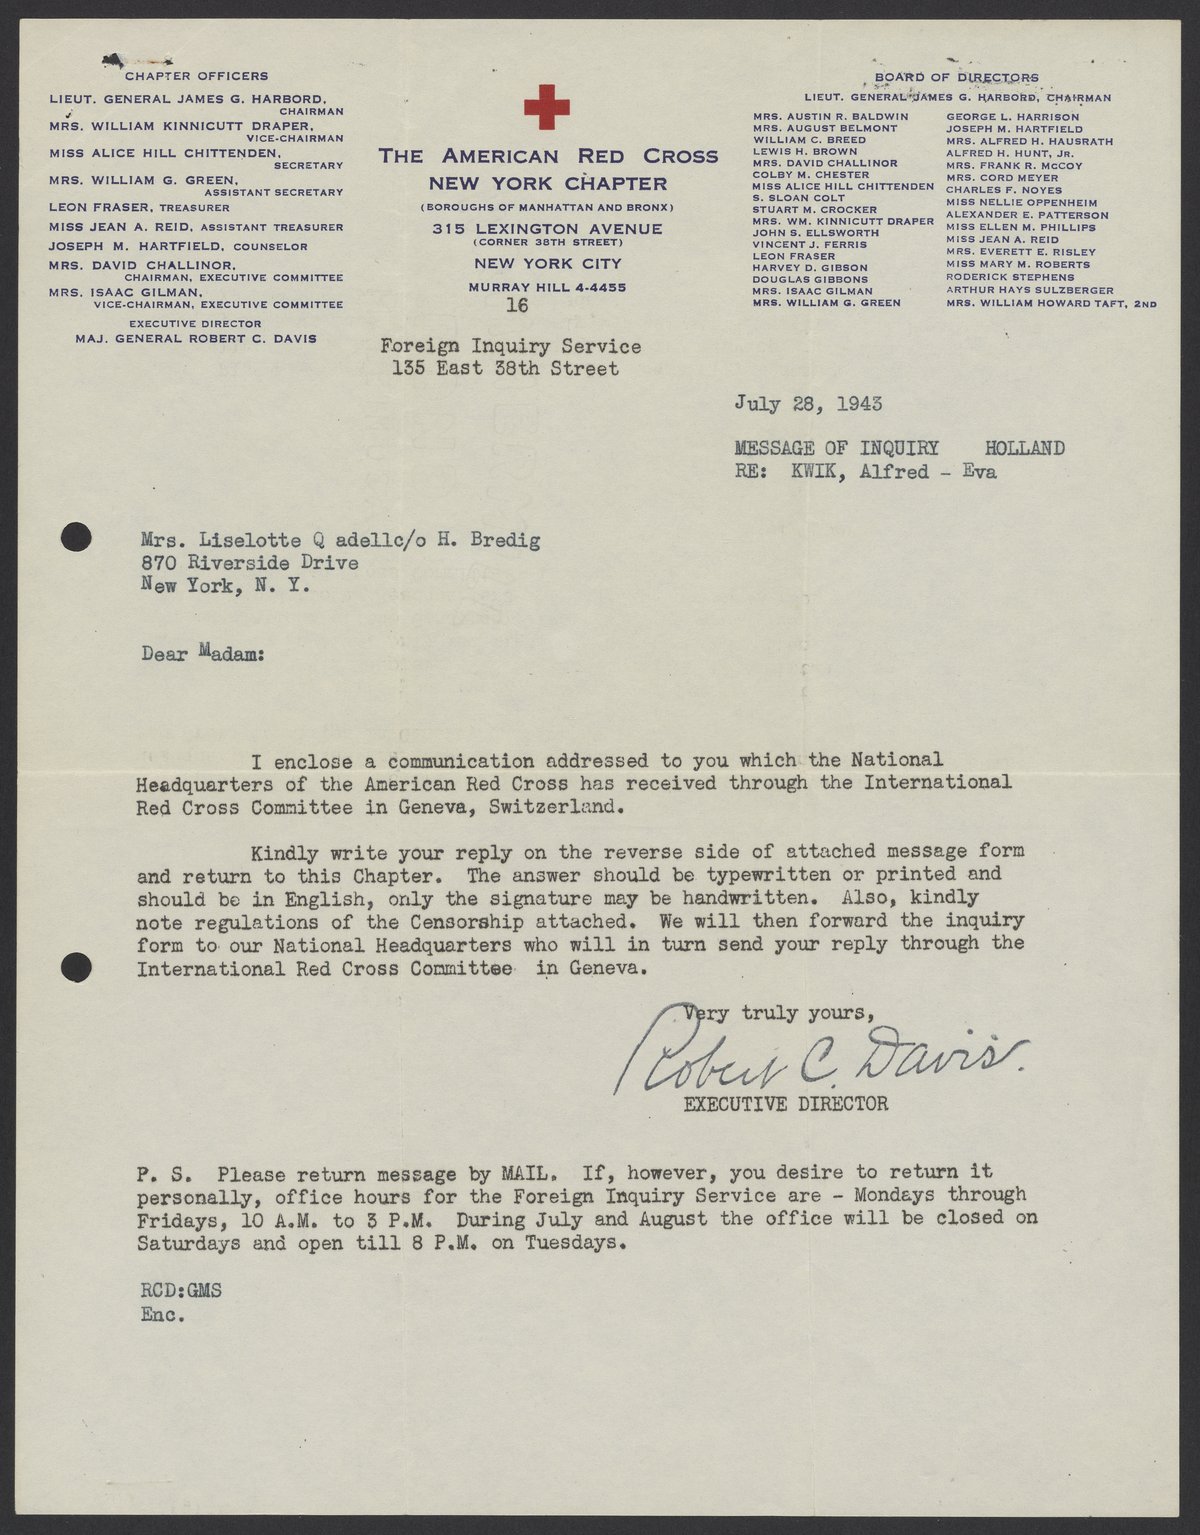 CHAPTER OFFICERS
LIEUT. GENERAL JAMES G. HARBORD,
CHAIRMAN
MRS. WILLIAM KINNICUTT DRAPER,
VICE-CHAIRMAN
MISS ALICE HILL CHITTENDEN,
SECRETARY
MRS. WILLIAM G. GREEN,
ASSISTANT SECRETARY
LEON FRASER, TREASURER
MISS JEAN A. REID, ASSISTANT TREASURER
JOSEPH M. HARTFIELD, COUNSELOR
MRS. DAVID CHALLINOR,
CHAIRMAN, EXECUTIVE COMMITTEE
MRS. ISAAC GILMAN,
VICE-CHAIRMAN, EXECUTIVE COMMITTEE
EXECUTIVE DIRECTOR
MAJ. GENERAL ROBERT C. DAVIS
THE AMERICAN RED CROSS
NEW YORK CHAPTER
(BOROUGHS OF MANHATTAN AND BRONX)
315 LEXINGTON AVENUE
(CORNER 38TH STREET)
NEW YORK CITY
MURRAY HILL 4-4455
16
Foreign Inquiry Service
135 East 38th Street
BOARD OF DIRECTORS
LIEUT. GENERAL JAMES G. HARBORD, CHAIRMAN
MRS. AUSTIN R. BALDWIN
MRS. AUGUST BELMONT
WILLIAM C. BREED
LEWIS H. BROWN
MRS. DAVID CHALLINOR
COLBY M. CHESTER
MISS ALICE HILL CHITTENDEN
S. SLOAN COLT
STUART M. CROCKER
MRS. WM. KINNICUTT DRAPER
JOHN S. ELLSWORTH
VINCENT J. FERRIS
LEON FRASER
HARVEY D. GIBSON
DOUGLAS GIBBONS
MRS. ISAAC GILMAN
MRS. WILLIAM G. GREEN
GEORGE L. HARRISON
JOSEPH M. HARTFIELD
MRS. ALFRED H. HAUSRATH
ALFRED H. HUNT, JR.
MRS. FRANK R. McCOY
MRS. CORD MEYER
CHARLES F. NOYES
MISS NELLIE OPPENHEIM
ALEXANDER E. PATTERSON
MISS ELLEN M. PHILLIPS
MISS JEAN A. REID
MRS. EVERETT E. RISLEY
MISS MARY M. ROBERTS
RODERICK STEPHENS
ARTHUR HAYS SULZBERGER
MRS. WILLIAM HOWARD TAFT, 2ND
July 28, 1943
MESSAGE OF INQUIRY HOLLAND
RE: KWIK, Alfred - Eva
Mrs. Liselotte Q adellc/o H. Bredig
870 Riverside Drive
New York, N. Y.
Dear Madam:
I enclose a communication addressed to you which the National
Headquarters of the American Red Cross has received through the International
Red Cross Committee in Geneva, Switzerland.
Kindly write your reply on the reverse side of attached message form
and return to this Chapter. The answer should be typewritten or printed and
should be in English, only the signature may be handwritten. Also, kindly
note regulations of the Censorship attached. We will then forward the inquiry
form to our National Headquarters who will in turn send your reply through the
International Red Cross Committee in Geneva.
Very truly yours,
Robert C. Davis.
EXECUTIVE DIRECTOR
P. S. Please return message by MAIL. If, however, you desire to return it
personally, office hours for the Foreign Inquiry Service are - Mondays through
Fridays, 10 A.M. to 3 P.M. During July and August the office will be closed on
Saturdays and open till 8 P.M. on Tuesdays.
RCD:GMS
Enc.